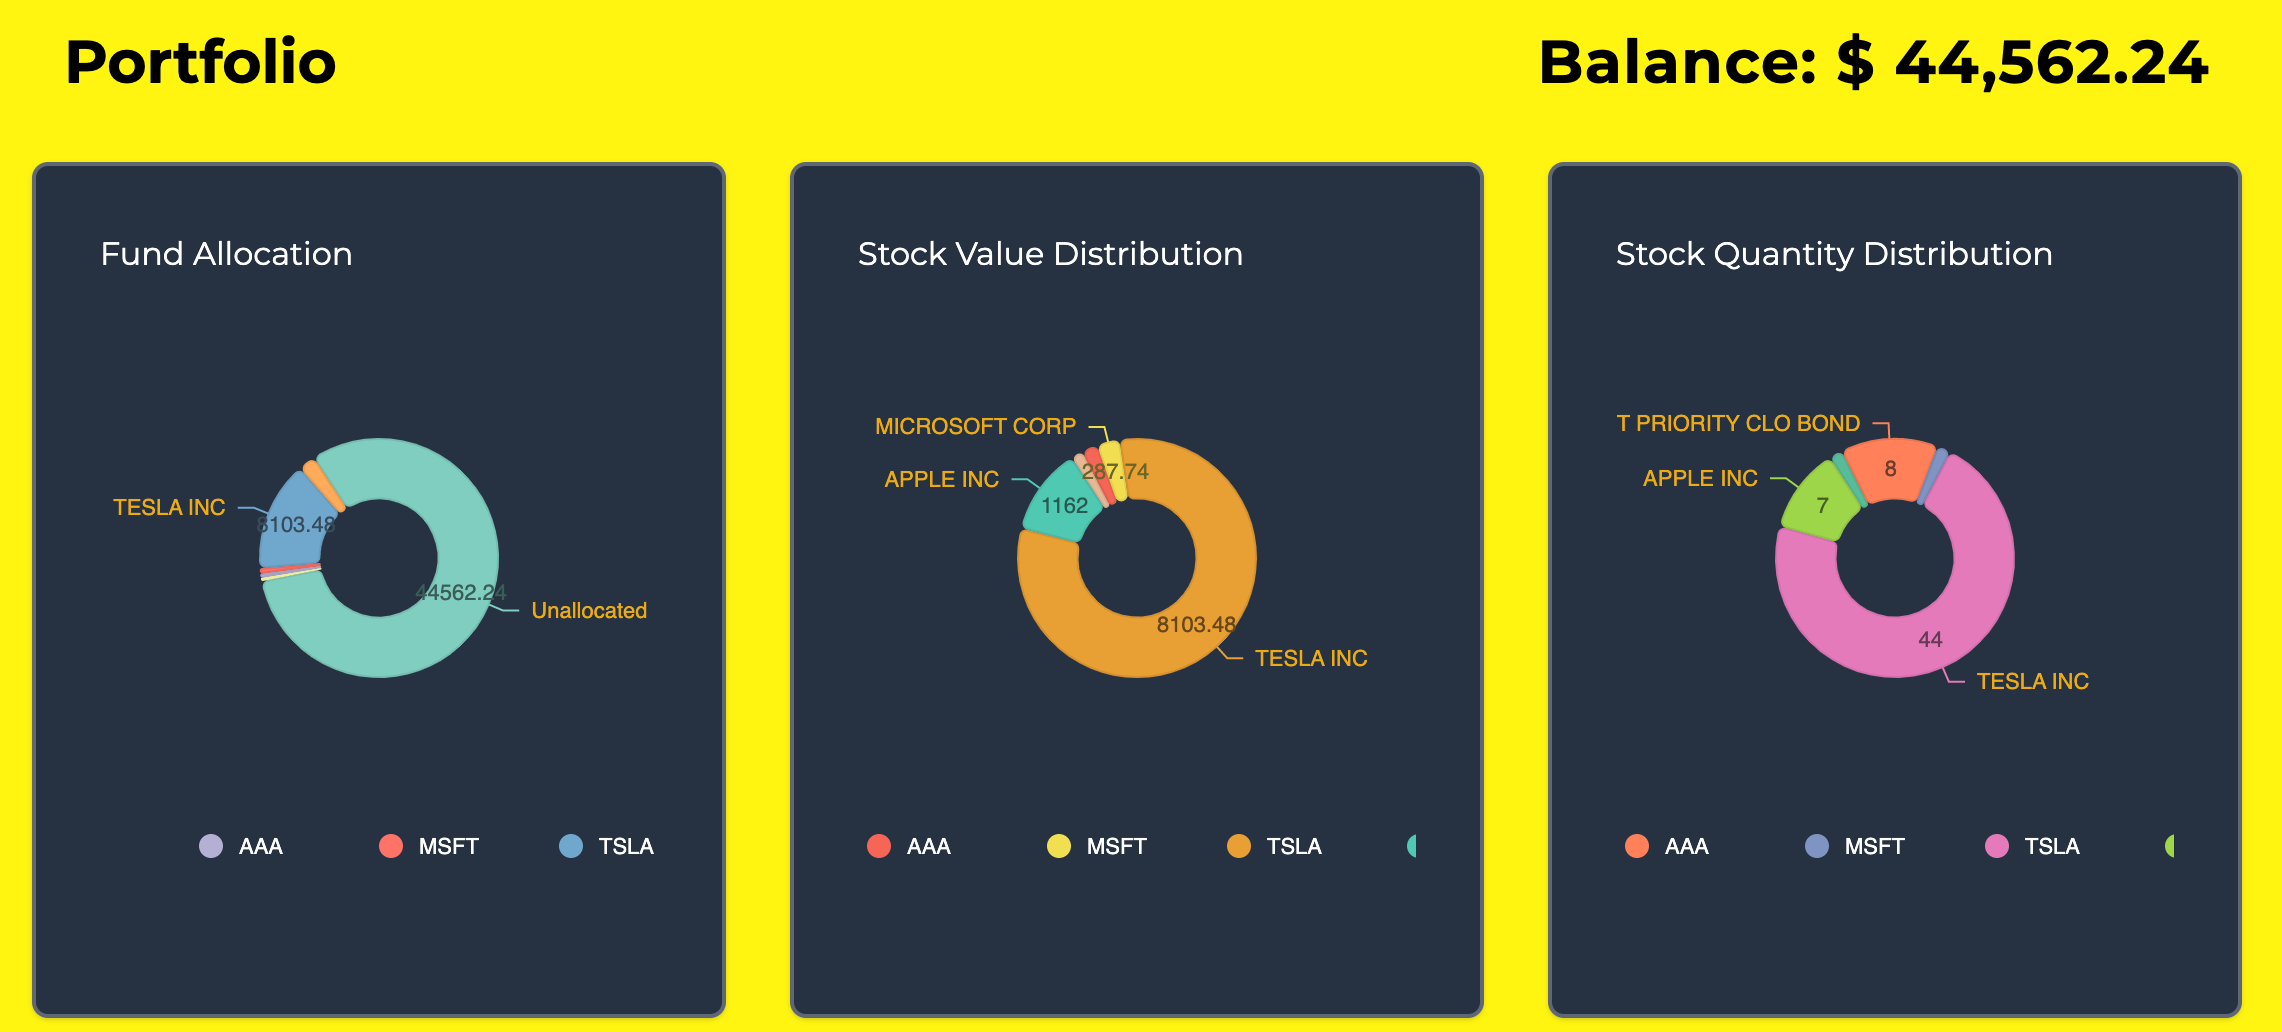 Portfolio
Balance: $ 44,562.24
Fund Allocation
TESLA INC
8103.48
44562.24
Unallocated
AAA
MSFT
TSLA
Stock Value Distribution
MICROSOFT CORP
287.74
APPLE INC
1162
8103.48
TESLA INC
AAA
MSFT
TSLA
Stock Quantity Distribution
T PRIORITY CLO BOND
8
APPLE INC
7
44
TESLA INC
AAA
MSFT
TSLA